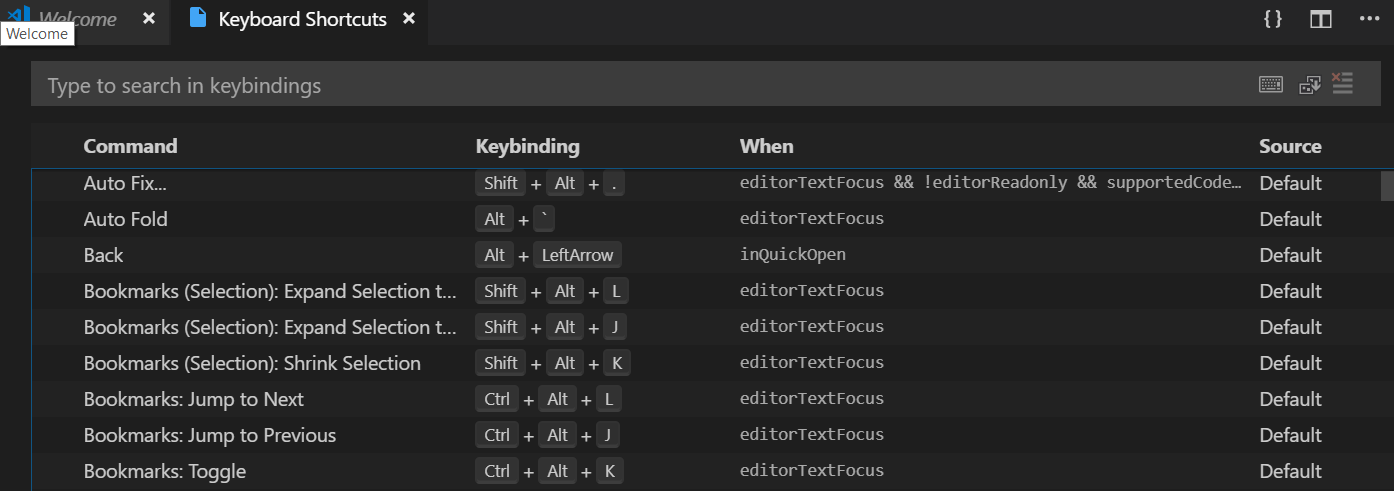 Welcome × Keyboard Shortcuts × {} ...
Welcome
Type to search in keybindings
Command Keybinding When Source
Auto Fix... Shift + Alt + . editorTextFocus && !editorReadonly && supportedCode… Default
Auto Fold Alt + ` editorTextFocus Default
Back Alt + LeftArrow inQuickOpen Default
Bookmarks (Selection): Expand Selection t... Shift + Alt + L editorTextFocus Default
Bookmarks (Selection): Expand Selection t... Shift + Alt + J editorTextFocus Default
Bookmarks (Selection): Shrink Selection Shift + Alt + K editorTextFocus Default
Bookmarks: Jump to Next Ctrl + Alt + L editorTextFocus Default
Bookmarks: Jump to Previous Ctrl + Alt + J editorTextFocus Default
Bookmarks: Toggle Ctrl + Alt + K editorTextFocus Default